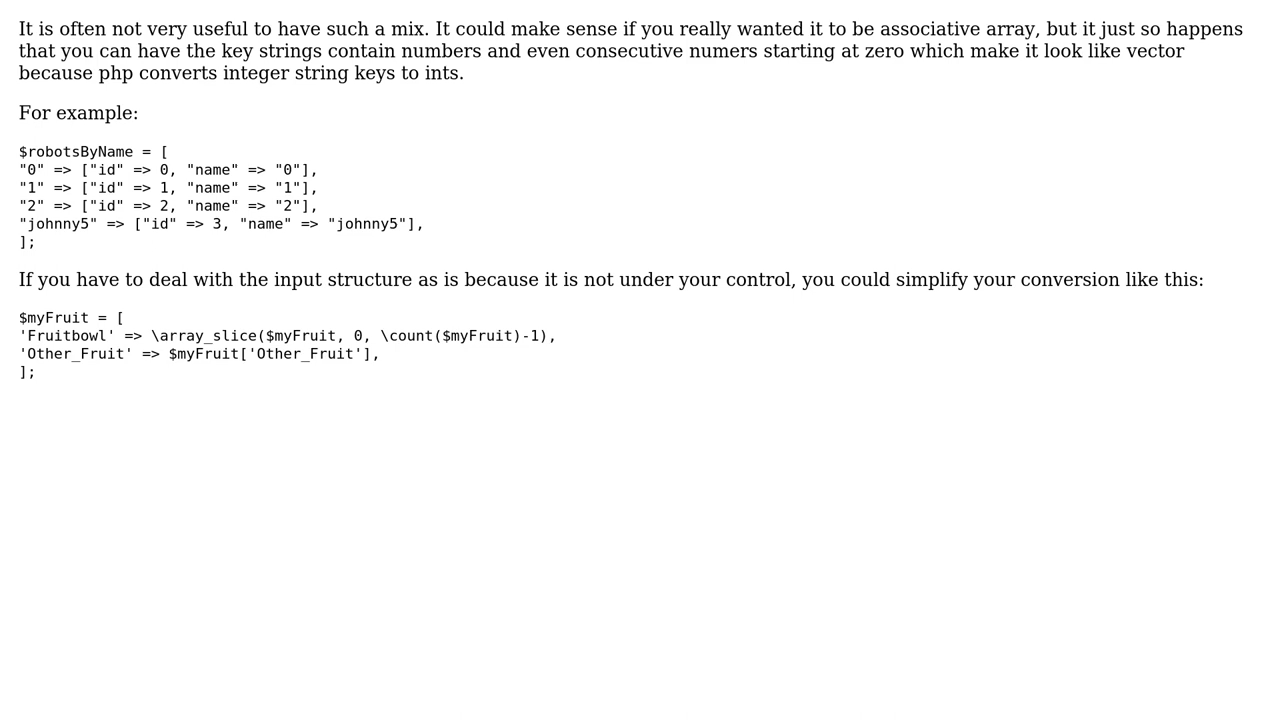 It is often not very useful to have such a mix. It could make sense if you really wanted it to be associative array, but it just so happens
that you can have the key strings contain numbers and even consecutive numers starting at zero which make it look like vector
because php converts integer string keys to ints.
For example:
$robotsByName = [
"0" => ["id" => 0, "name" => "0"],
"1" => ["id" => 1, "name" => "1"],
"2" => ["id" => 2, "name" => "2"],
"johnny5" => ["id" => 3, "name" => "johnny5"],
];
If you have to deal with the input structure as is because it is not under your control, you could simplify your conversion like this:
$myFruit = [
'Fruitbowl' => \array_slice($myFruit, 0, \count($myFruit)-1),
'Other_Fruit' => $myFruit['Other_Fruit'],
];